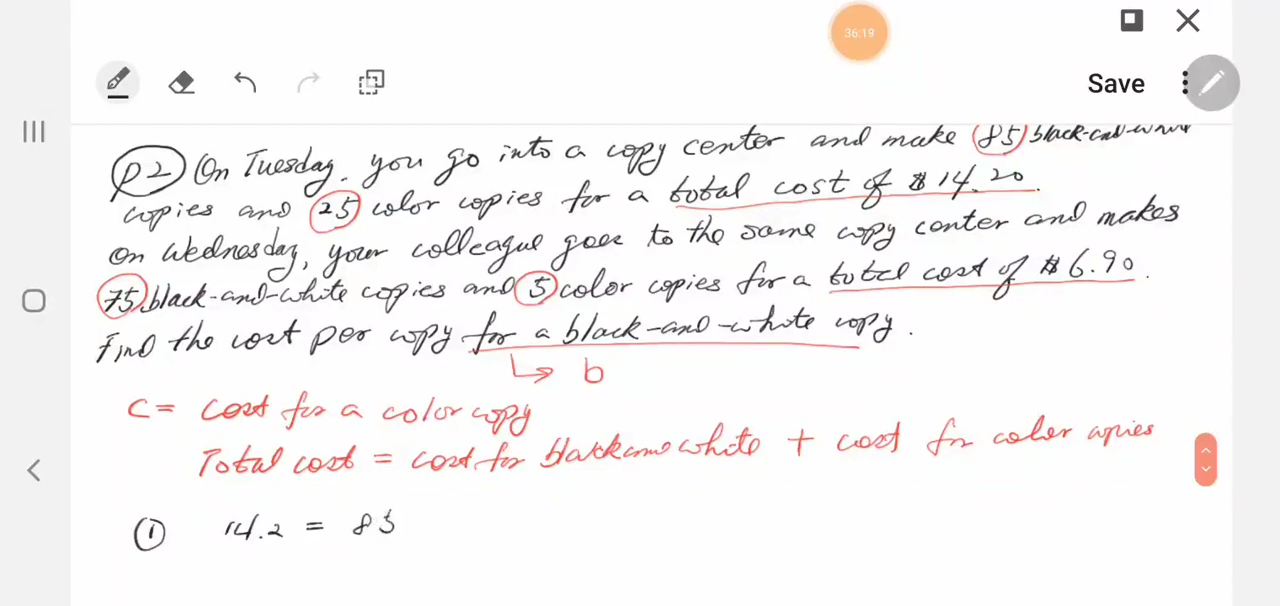 36:19
Save
P2 On Tuesday, you go into a copy center and make 85 black-and-white
copies and 25 color copies for a total cost of $14.20.
On Wednesday, your colleague goes to the same copy center and makes
75 black-and-white copies and 5 color copies for a total cost of $6.90.
Find the cost per copy for a black-and-white copy.
↳ b
C = cost for a color copy
Total cost = cost for black and white + cost for color copies
① 14.2 = 85